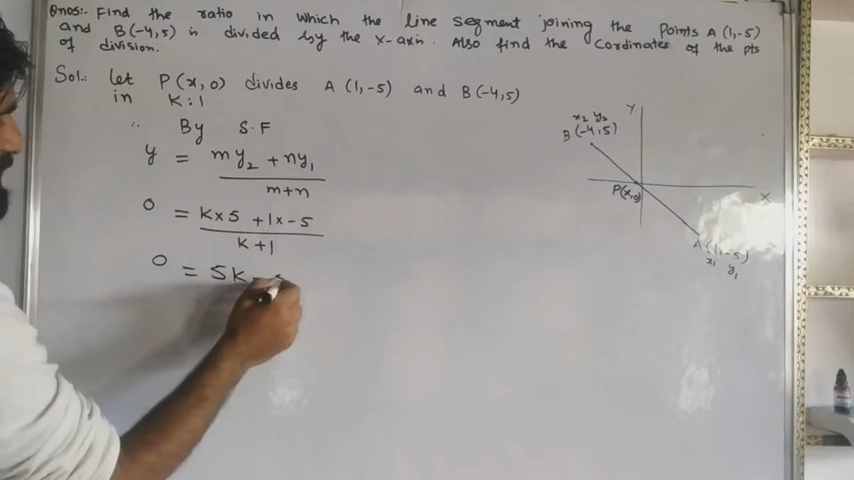 Qnos:. Find the ratio in which the line segment joining the Points A (1,-5)
and B(-4,5) is divided by the x-axis. Also find the Cordinates of the pts
of division.
Sol:. let P(x,0) divides A (1,-5) and B(-4,5)
in K:1
∴ By S.F
y = my2 + ny1
m+n
0 = K×5 + 1×-5
K+1
0 = 5K -
Y
x2 y2
B (-4,5)
P(x,0)
X
A (1,-5)
x1 y1